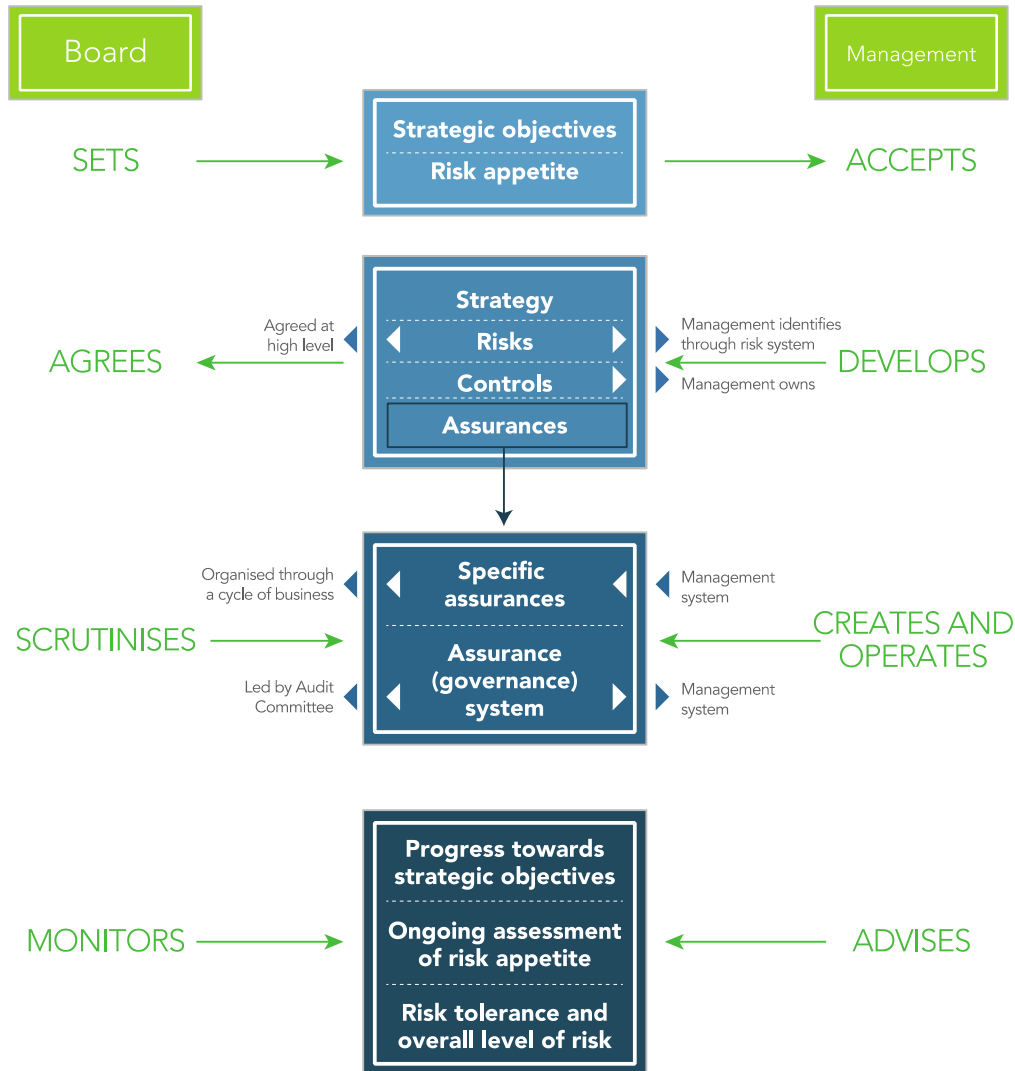 Board
Management
SETS
Strategic objectives
Risk appetite
ACCEPTS
AGREES
Agreed at
high level
Strategy
Risks
Controls
Assurances
Management identifies
through risk system
Management owns
DEVELOPS
SCRUTINISES
Organised through
a cycle of business
Led by Audit
Committee
Specific
assurances
Assurance
(governance)
system
Management
system
Management
system
CREATES AND
OPERATES
MONITORS
Progress towards
strategic objectives
Ongoing assessment
of risk appetite
Risk tolerance and
overall level of risk
ADVISES